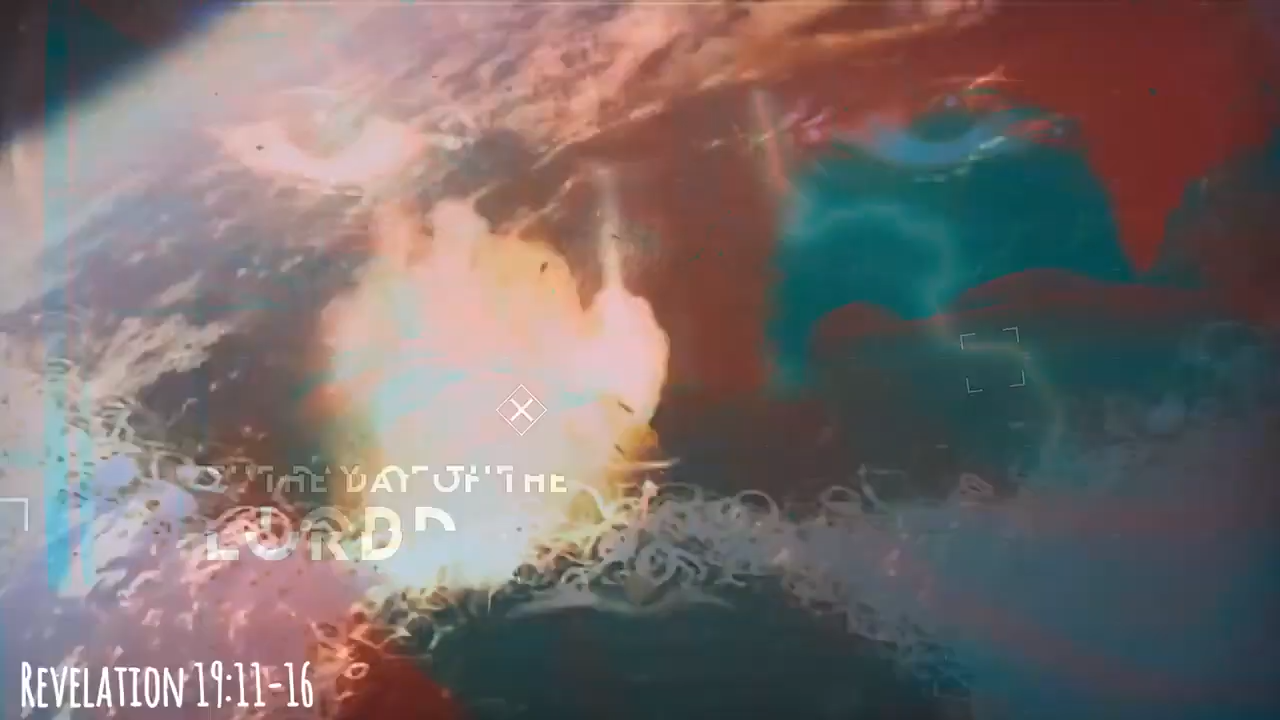 THE DAY OF THE
LORD
REVELATION 19:11-16